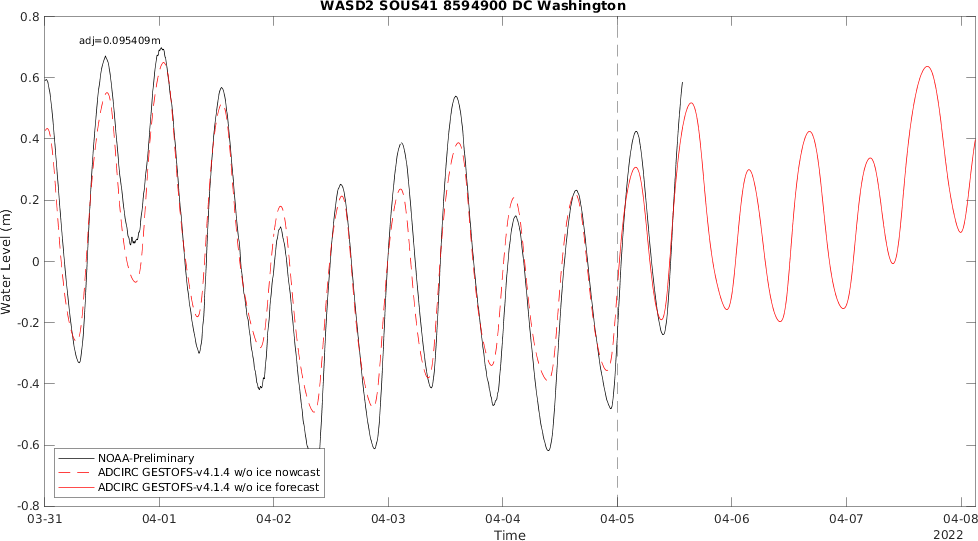 WASD2 SOUS41 8594900 DC Washington
adj=0.095409m
0.8
0.6
0.4
0.2
0
-0.2
-0.4
-0.6
-0.8
Water Level (m)
NOAA-Preliminary
ADCIRC GESTOFS-v4.1.4 w/o ice nowcast
ADCIRC GESTOFS-v4.1.4 w/o ice forecast
03-31 04-01 04-02 04-03 04-04 04-05 04-06 04-07 04-08
Time
2022